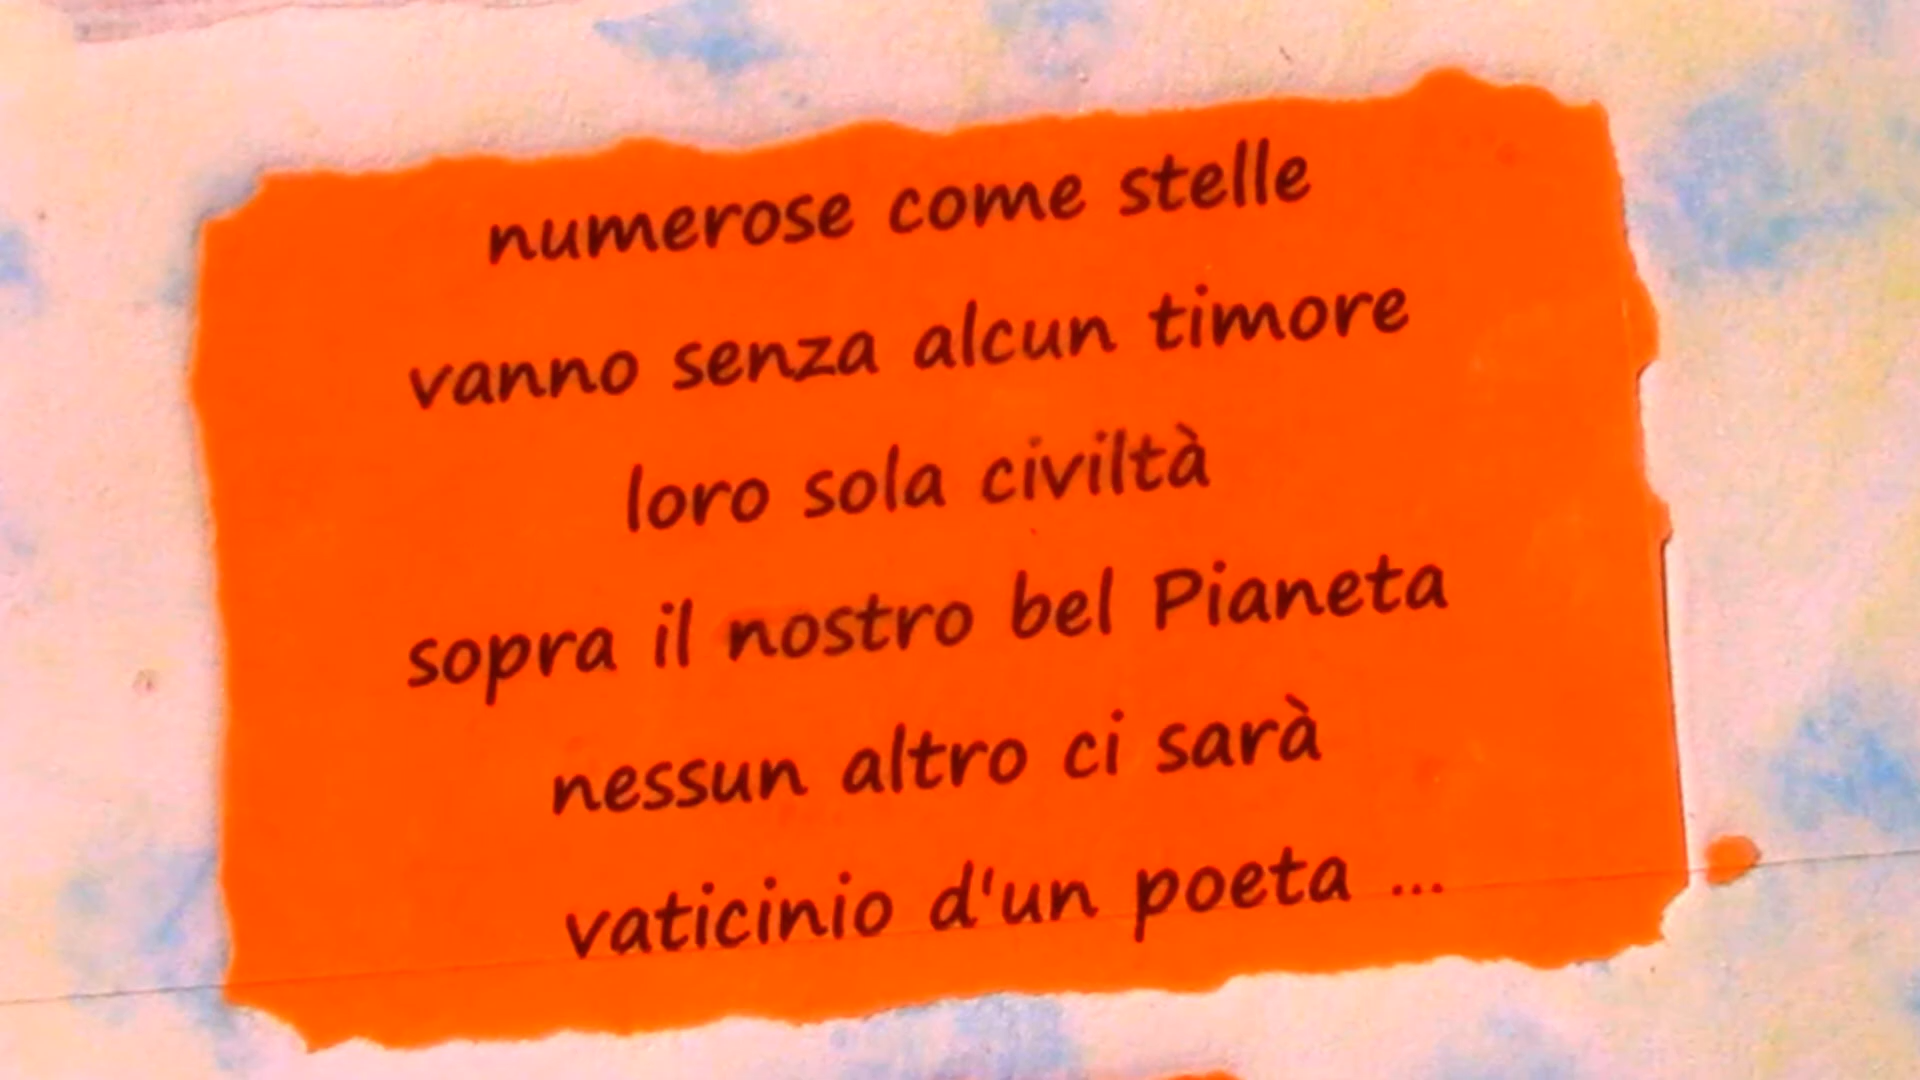 numerose come stelle
vanno senza alcun timore
loro sola civiltà
sopra il nostro bel Pianeta
nessun altro ci sarà
vaticinio d'un poeta ...